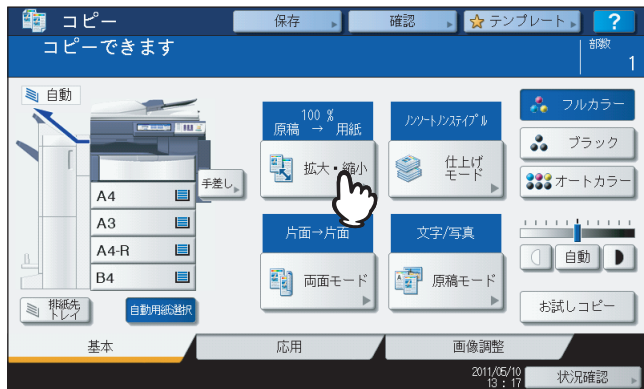 コピー
保存
確認
テンプレート
?
コピーできます
部数
1
自動
100 %
原稿 → 用紙
ノンソートノンステイプル
フルカラー
拡大・縮小
仕上げ
モード
ブラック
手差し
オートカラー
A4
A3
A4-R
B4
片面→片面
文字/写真
両面モード
原稿モード
自動
排紙先
トレイ
自動用紙選択
お試しコピー
基本
応用
画像調整
2011/05/10
13 : 17
状況確認